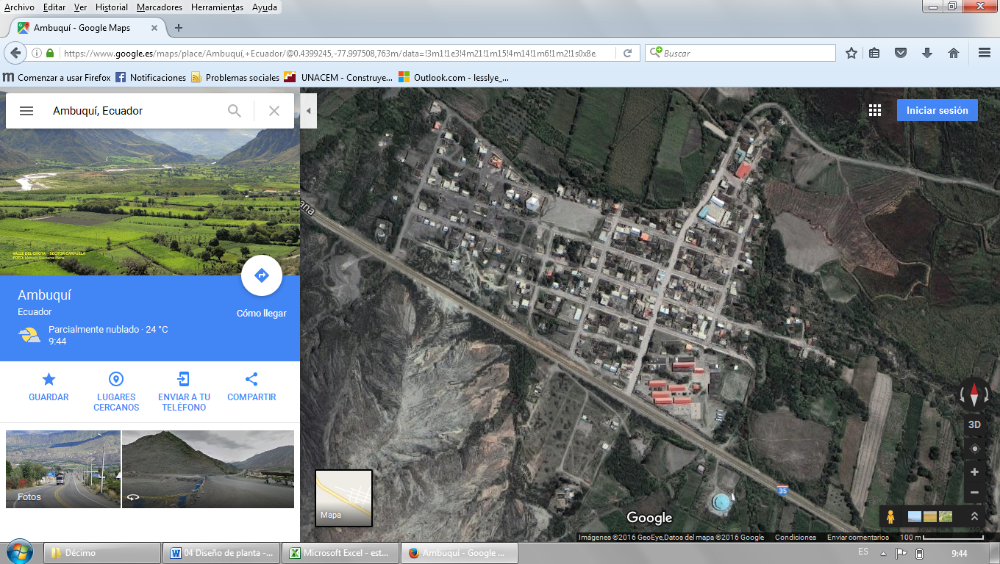 Archivo Editar Ver Historial Marcadores Herramientas Ayuda
Ambuquí - Google Maps
https://www.google.es/maps/place/Ambuquí,+Ecuador/@0.4399245,-77.997508,763m/data=!3m1!1e3!4m21!1m15!4m14!1m6!1m2!1s0x8e
Buscar
Comenzar a usar Firefox Notificaciones Problemas sociales UNACEM - Construye... Outlook.com - lesslye_...
Ambuquí, Ecuador
Iniciar sesión
ana
VALLE DEL CHOTA - SECTOR CARPUELA
Ambuquí
Ecuador
Cómo llegar
Parcialmente nublado · 24 °C
9:44
GUARDAR
LUGARES CERCANOS
ENVIAR A TU TELÉFONO
COMPARTIR
Fotos
Mapa
3D
35
Google
Imágenes ©2016 GeoEye,Datos del mapa ©2016 Google Condiciones Enviar comentarios 100 m
Décimo
04 Diseño de planta -...
Microsoft Excel - est...
Ambuquí - Google ...
ES
9:44